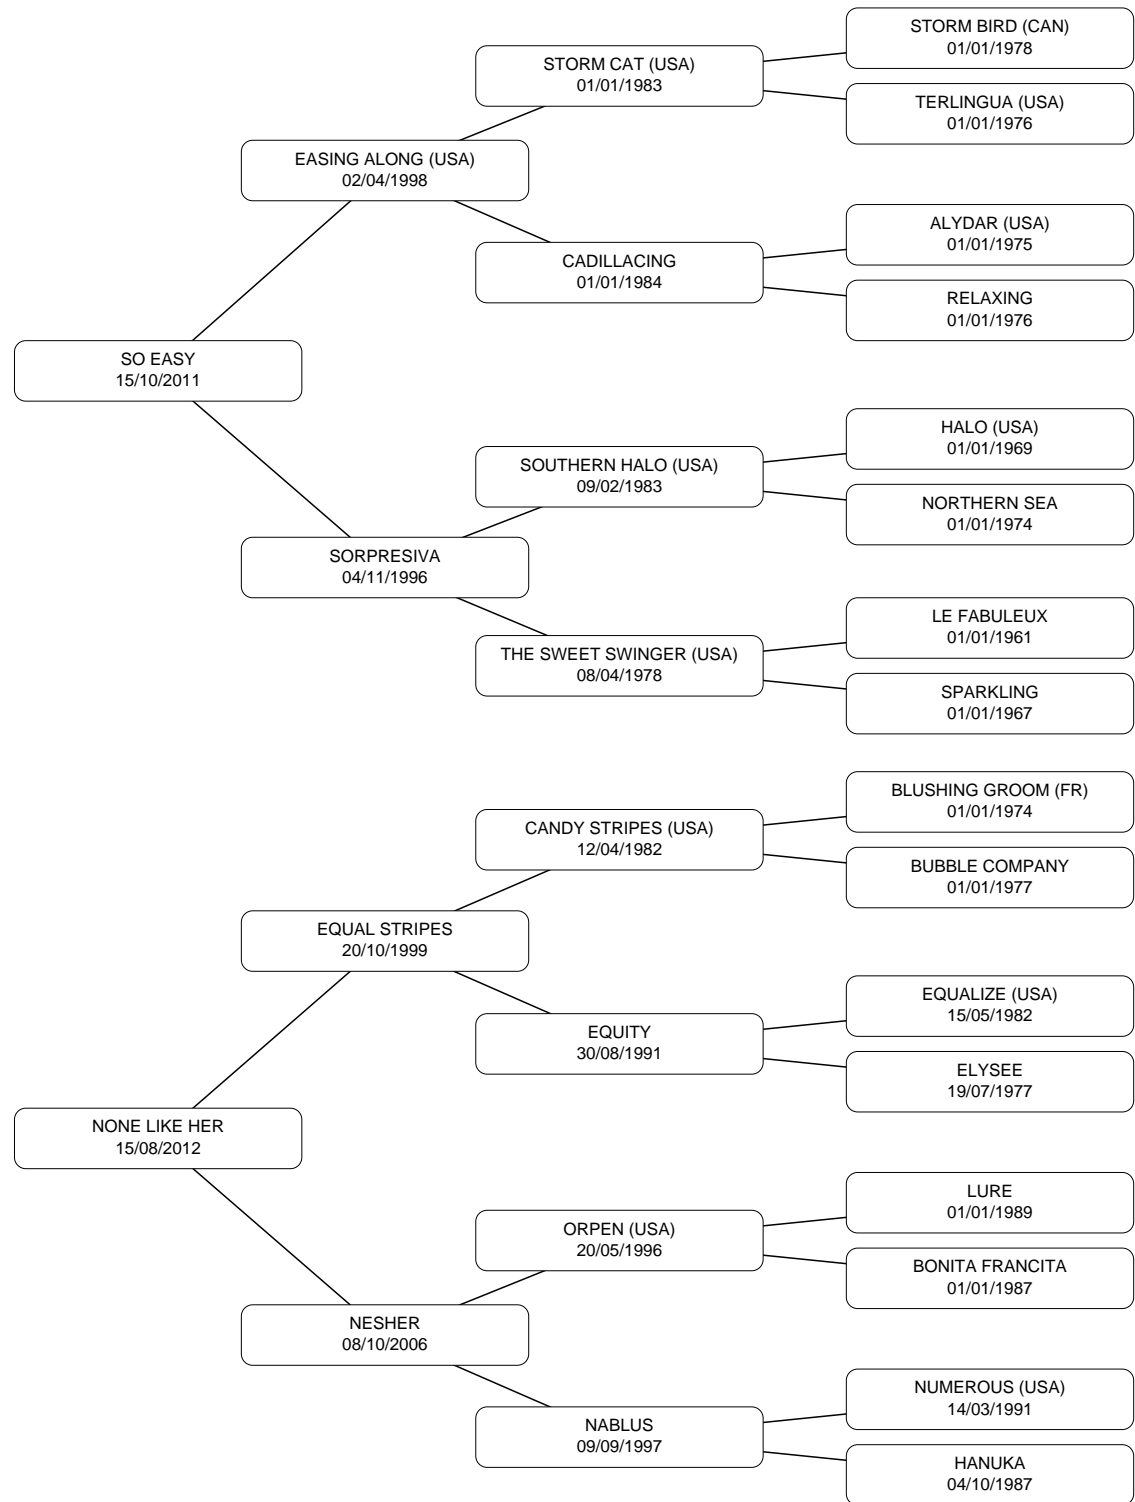 STORM BIRD (CAN)
01/01/1978
STORM CAT (USA)
01/01/1983
TERLINGUA (USA)
01/01/1976
EASING ALONG (USA)
02/04/1998
ALYDAR (USA)
01/01/1975
CADILLACING
01/01/1984
RELAXING
01/01/1976
SO EASY
15/10/2011
HALO (USA)
01/01/1969
SOUTHERN HALO (USA)
09/02/1983
NORTHERN SEA
01/01/1974
SORPRESIVA
04/11/1996
LE FABULEUX
01/01/1961
THE SWEET SWINGER (USA)
08/04/1978
SPARKLING
01/01/1967
BLUSHING GROOM (FR)
01/01/1974
CANDY STRIPES (USA)
12/04/1982
BUBBLE COMPANY
01/01/1977
EQUAL STRIPES
20/10/1999
EQUALIZE (USA)
15/05/1982
EQUITY
30/08/1991
ELYSEE
19/07/1977
NONE LIKE HER
15/08/2012
LURE
01/01/1989
ORPEN (USA)
20/05/1996
BONITA FRANCITA
01/01/1987
NESHER
08/10/2006
NUMEROUS (USA)
14/03/1991
NABLUS
09/09/1997
HANUKA
04/10/1987